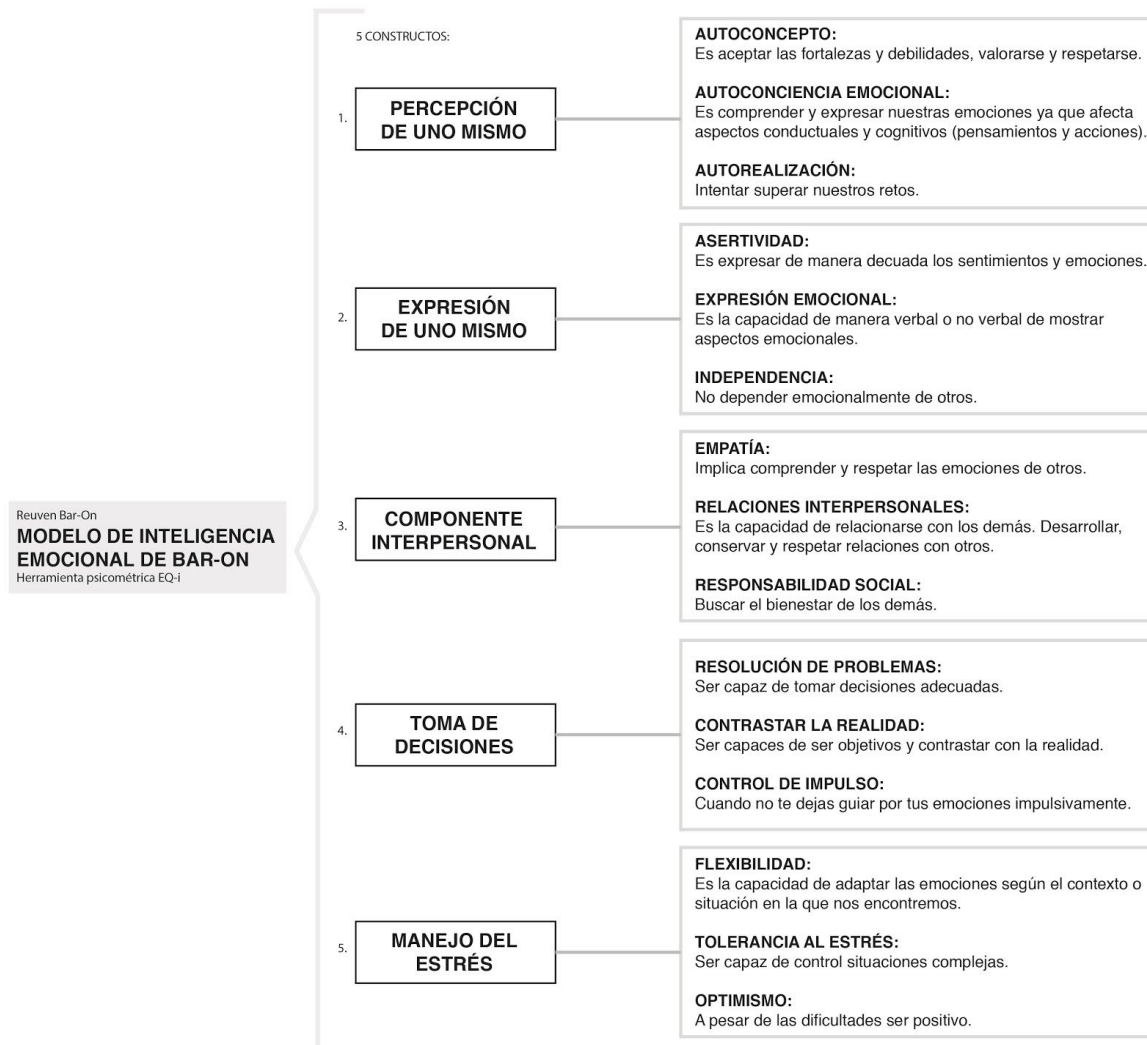 Reuven Bar-On
MODELO DE INTELIGENCIA
EMOCIONAL DE BAR-ON
Herramienta psicométrica EQ-i
5 CONSTRUCTOS:
1.
PERCEPCIÓN
DE UNO MISMO
AUTOCONCEPTO:
Es aceptar las fortalezas y debilidades, valorarse y respetarse.
AUTOCONCIENCIA EMOCIONAL:
Es comprender y expresar nuestras emociones ya que afecta
aspectos conductuales y cognitivos (pensamientos y acciones).
AUTOREALIZACIÓN:
Intentar superar nuestros retos.
2.
EXPRESIÓN
DE UNO MISMO
ASERTIVIDAD:
Es expresar de manera decuada los sentimientos y emociones.
EXPRESIÓN EMOCIONAL:
Es la capacidad de manera verbal o no verbal de mostrar
aspectos emocionales.
INDEPENDENCIA:
No depender emocionalmente de otros.
3.
COMPONENTE
INTERPERSONAL
EMPATÍA:
Implica comprender y respetar las emociones de otros.
RELACIONES INTERPERSONALES:
Es la capacidad de relacionarse con los demás. Desarrollar,
conservar y respetar relaciones con otros.
RESPONSABILIDAD SOCIAL:
Buscar el bienestar de los demás.
4.
TOMA DE
DECISIONES
RESOLUCIÓN DE PROBLEMAS:
Ser capaz de tomar decisiones adecuadas.
CONTRASTAR LA REALIDAD:
Ser capaces de ser objetivos y contrastar con la realidad.
CONTROL DE IMPULSO:
Cuando no te dejas guiar por tus emociones impulsivamente.
5.
MANEJO DEL
ESTRÉS
FLEXIBILIDAD:
Es la capacidad de adaptar las emociones según el contexto o
situación en la que nos encontremos.
TOLERANCIA AL ESTRÉS:
Ser capaz de control situaciones complejas.
OPTIMISMO:
A pesar de las dificultades ser positivo.